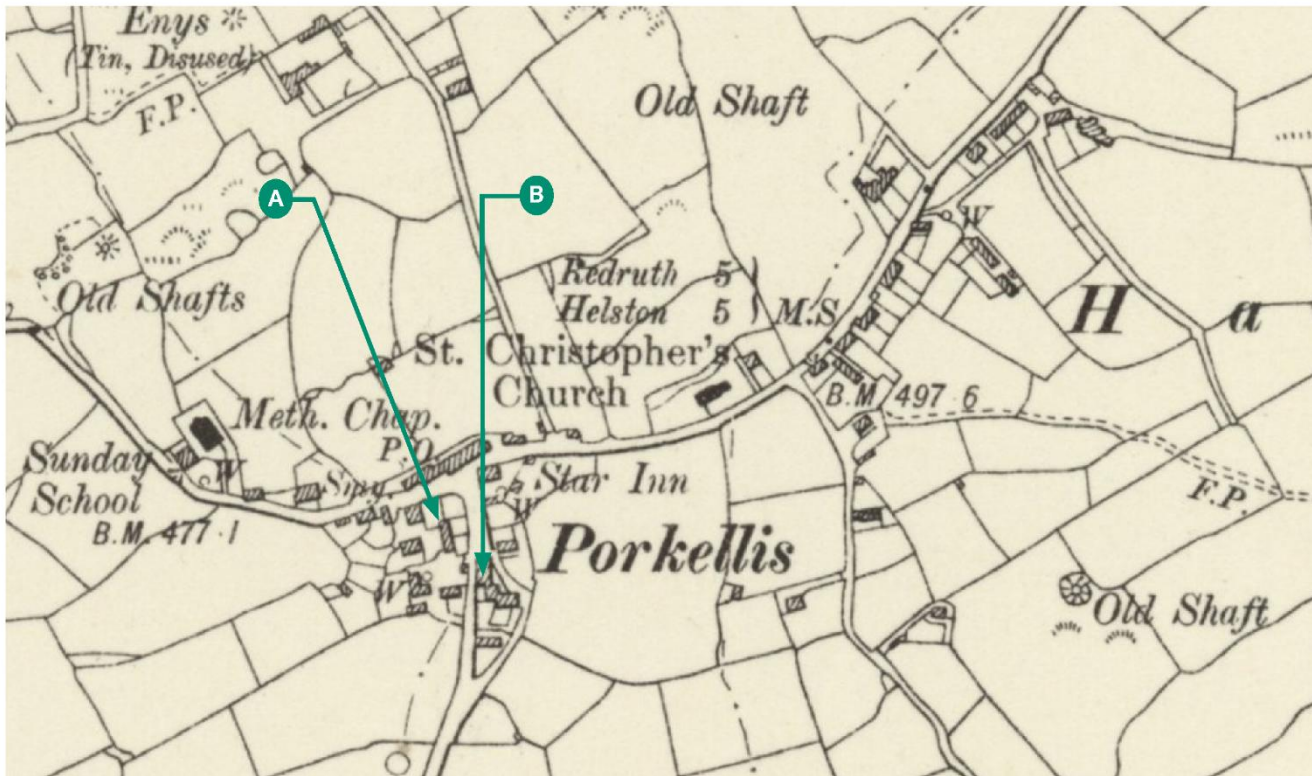 Enys
(Tin, Disused)
F.P.
Old Shaft
A
B
W
Redruth 5
Helston 5
M.S
H a
Old Shafts
St. Christopher's
Church
B.M 497·6
Meth. Chap.
P.O.
Sunday
School
W
Smy.
Star Inn
W
F.P.
B.M. 477·1
Porkellis
W
Old Shaft